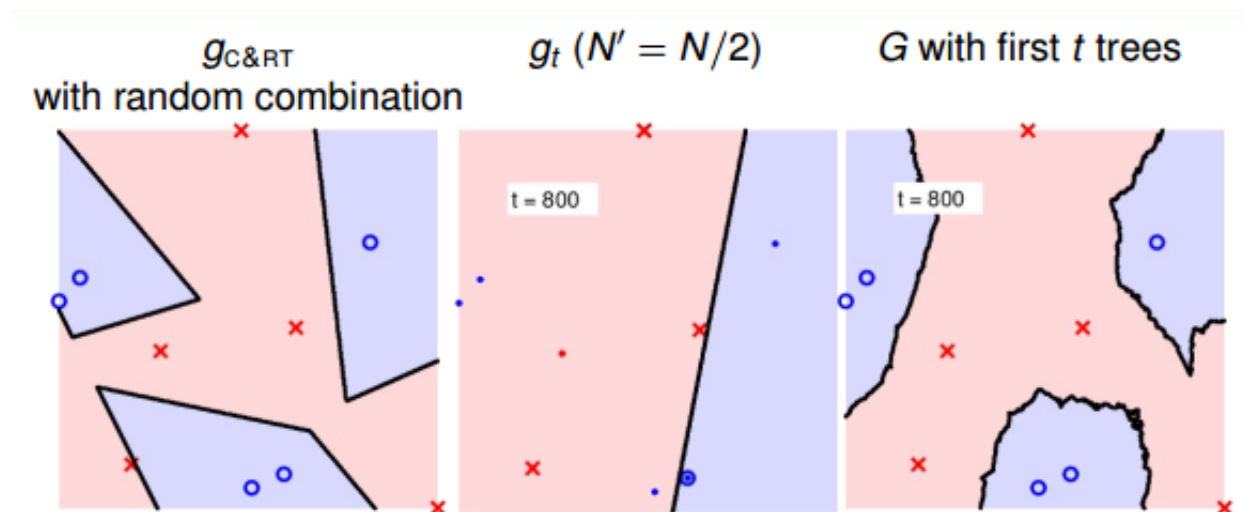 g_C&RT
with random combination
g_t (N′ = N/2)
G with first t trees
t = 800
t = 800